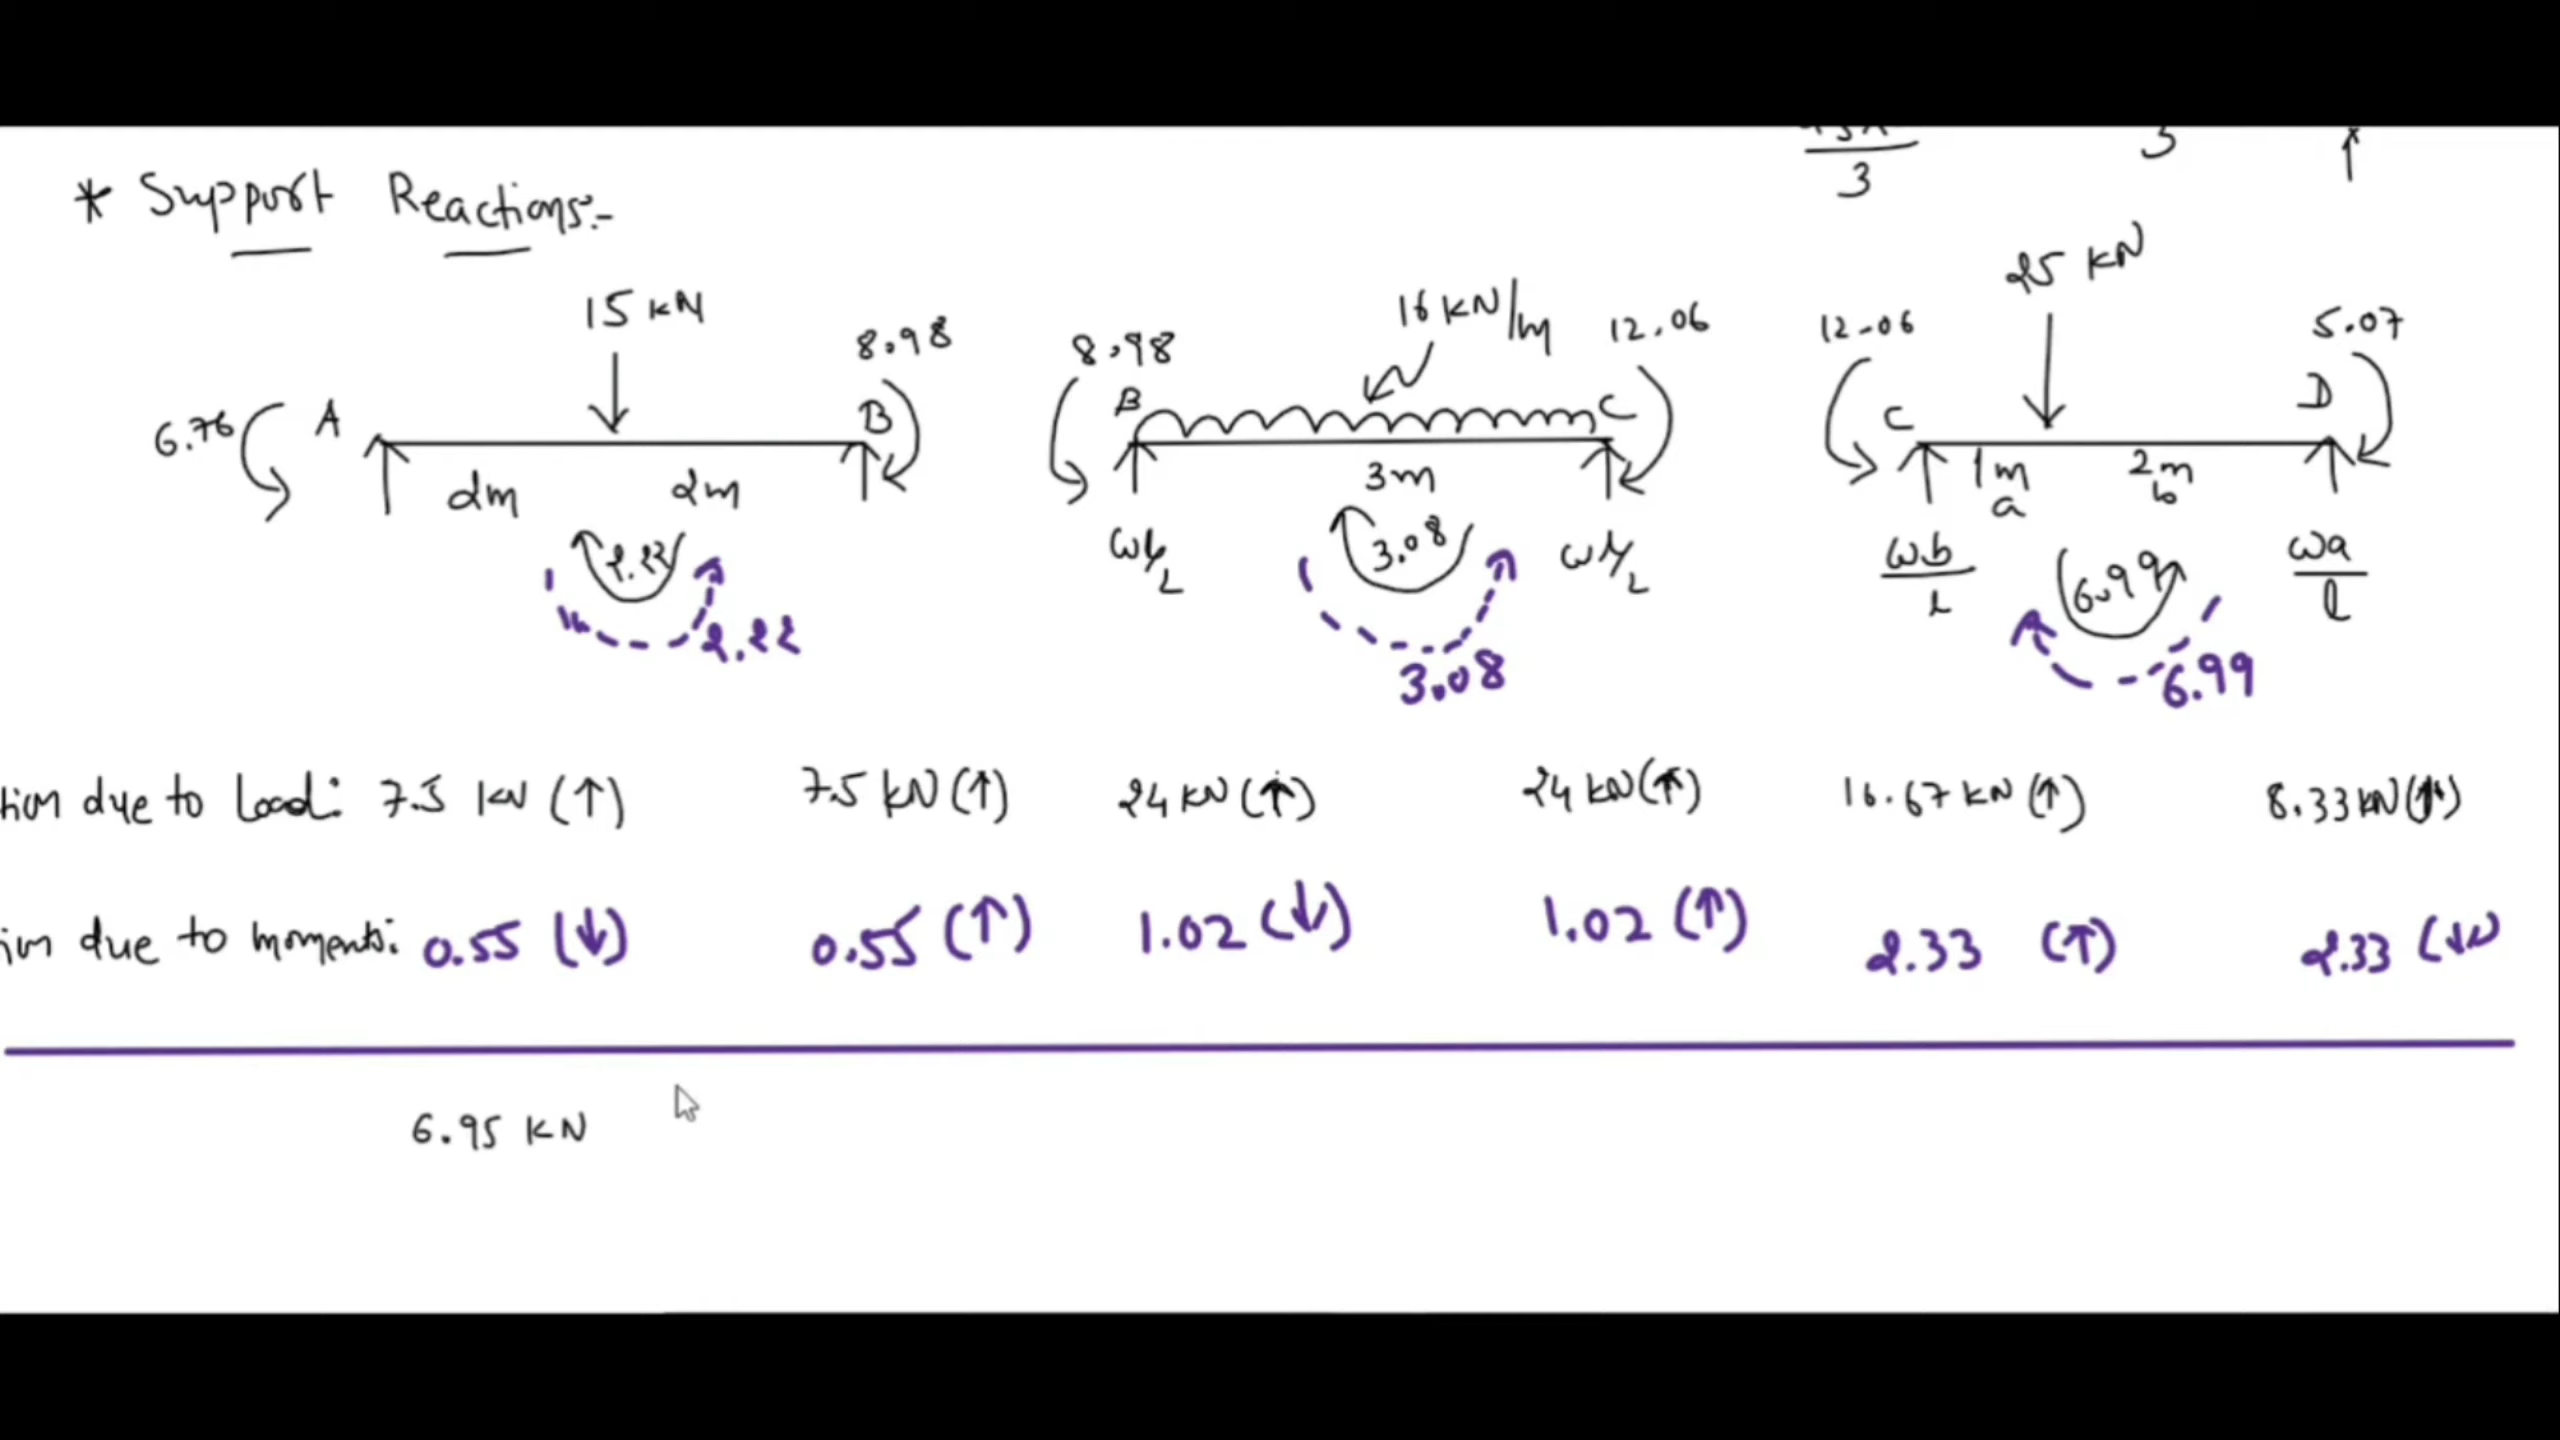 3
3
* Support Reactions:-
15 KN
16 KN/m
25 KN
6.76 A 8.98 B
8.98 B 12.06 C
12.06 C 5.07 D
2m 2m
3m
1m 2m
a b
2.22 3.08 6.99
wl/2 wl/2
wb/l wa/l
2.22 3.08 6.99
tion due to load: 7.5 KN (↑) 7.5 KN (↑) 24 KN (↑) 24 KN (↑) 16.67 KN (↑) 8.33 KN (↑)
ion due to moments: 0.55 (↓) 0.55 (↑) 1.02 (↓) 1.02 (↑) 2.33 (↑) 2.33 (↓)
6.95 KN